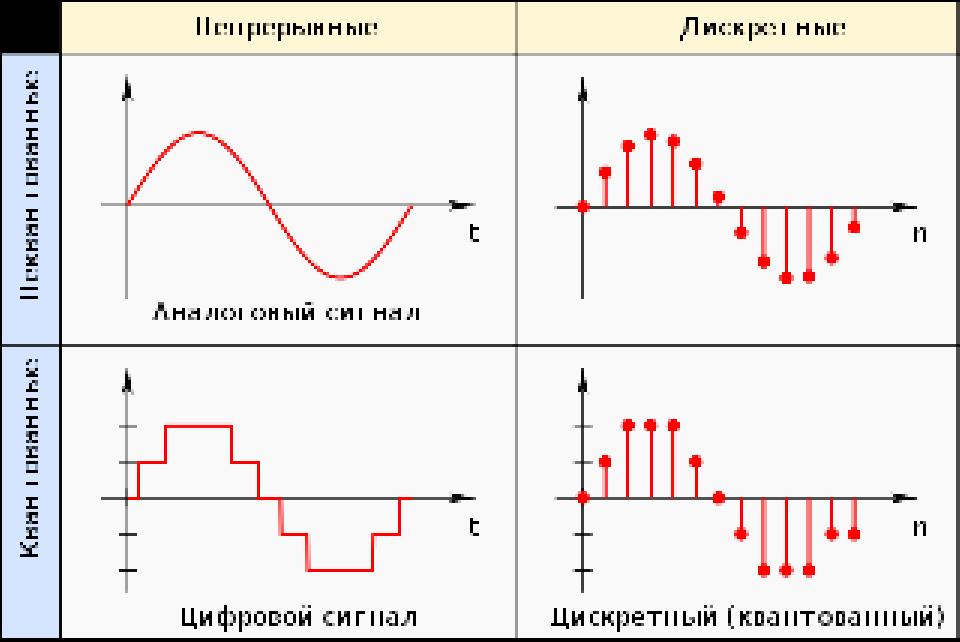 Непрерывные
Дискретные
Неквантованные
t
n
Аналоговый сигнал
Квантованные
t
n
Цифровой сигнал
Дискретный (квантованный)